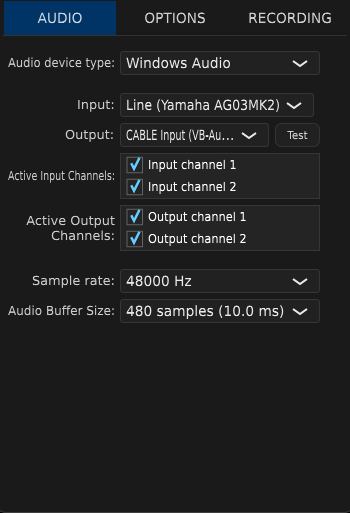 AUDIO OPTIONS RECORDING
Audio device type: Windows Audio
Input: Line (Yamaha AG03MK2)
Output: CABLE Input (VB-Au... Test
Active Input Channels:
Input channel 1
Input channel 2
Active Output
Channels:
Output channel 1
Output channel 2
Sample rate: 48000 Hz
Audio Buffer Size: 480 samples (10.0 ms)